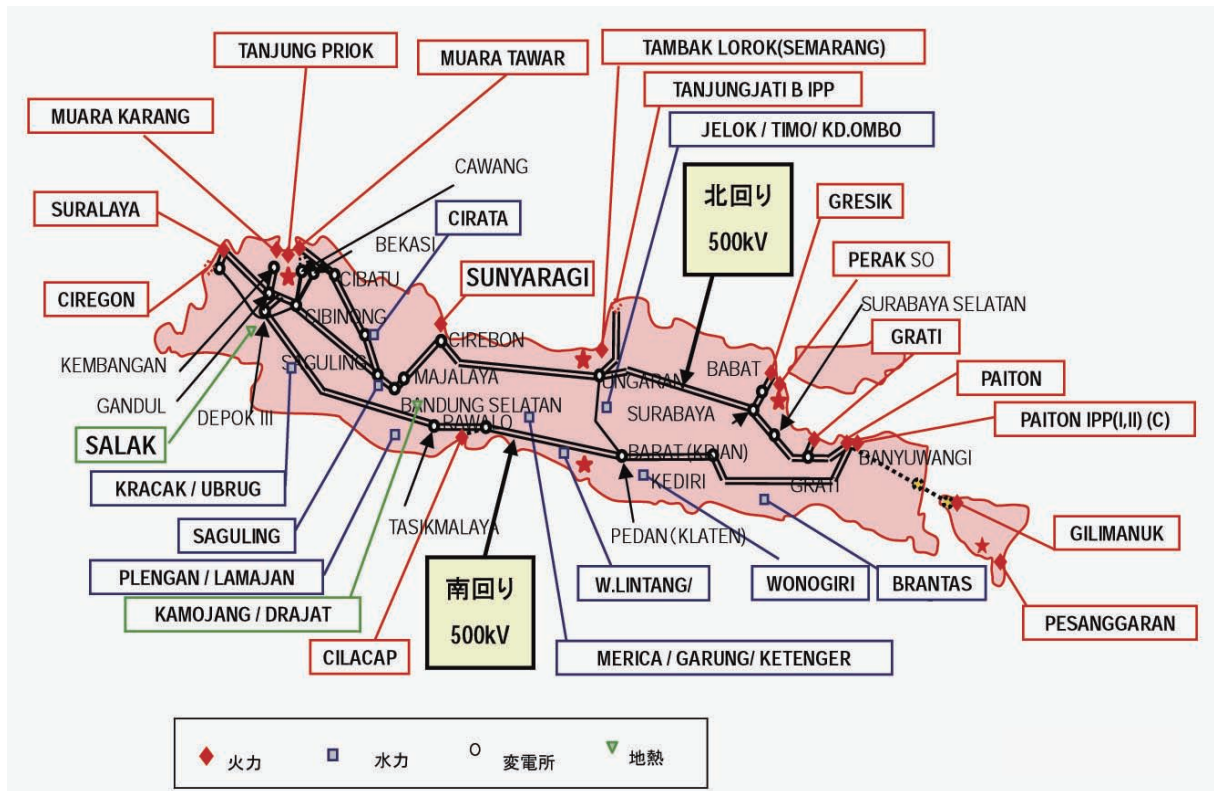 TANJUNG PRIOK
MUARA TAWAR
TAMBAK LOROK(SEMARANG)
TANJUNGJATI B IPP
MUARA KARANG
JELOK / TIMO/ KD.OMBO
CAWANG
北回り
500kV
SURALAYA
CIRATA
GRESIK
BEKASI
PERAK SO
CIBATU
SUNYARAGI
CIREGON
SURABAYA SELATAN
CIBINONG
CIREBON
GRATI
KEMBANGAN
SAGULING
MAJALAYA
UNGARAN
BABAT
PAITON
GANDUL
DEPOK III
BANDUNG SELATAN
SURABAYA
PAITON IPP(I,II) (C)
SALAK
RAWALO
BARAT (KRIAN)
BANYUWANGI
KRACAK / UBRUG
KEDIRI
GRATI
TASIKMALAYA
PEDAN(KLATEN)
SAGULING
GILIMANUK
PLENGAN / LAMAJAN
南回り
500kV
W.LINTANG/
WONOGIRI
BRANTAS
KAMOJANG / DRAJAT
PESANGGARAN
CILACAP
MERICA / GARUNG/ KETENGER
火力
水力
変電所
地熱